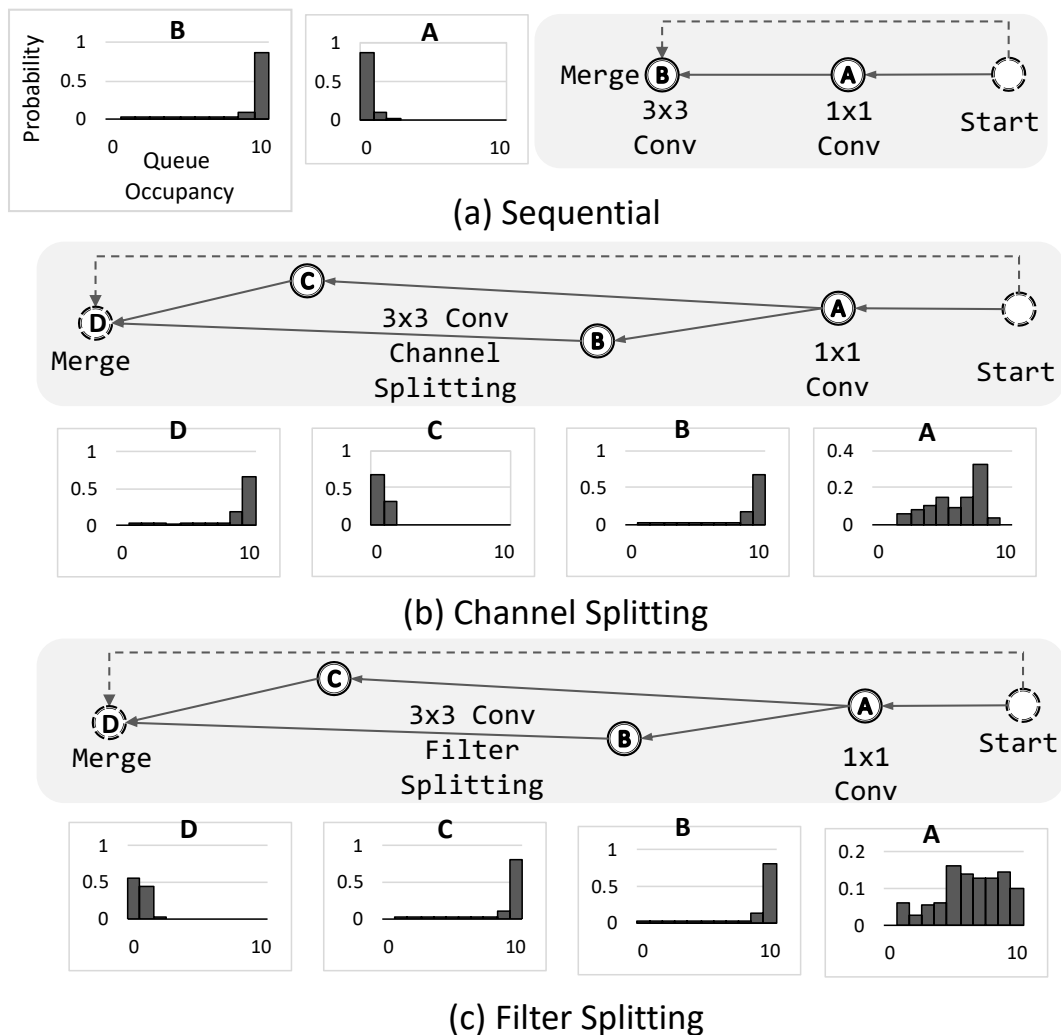 B
Probability
1
0.5
0
0
10
Queue
Occupancy
A
1
0.5
0
0
10
Merge
B
A
3x3
Conv
1x1
Conv
Start
(a) Sequential
C
D
A
B
3x3 Conv
Channel
Splitting
Merge
1x1
Conv
Start
D
1
0.5
0
0
10
C
1
0.5
0
0
10
B
1
0.5
0
0
10
A
0.4
0.2
0
0
10
(b) Channel Splitting
C
D
A
B
3x3 Conv
Filter
Splitting
Merge
1x1
Conv
Start
D
1
0.5
0
0
10
C
1
0.5
0
0
10
B
1
0.5
0
0
10
A
0.2
0.1
0
0
10
(c) Filter Splitting